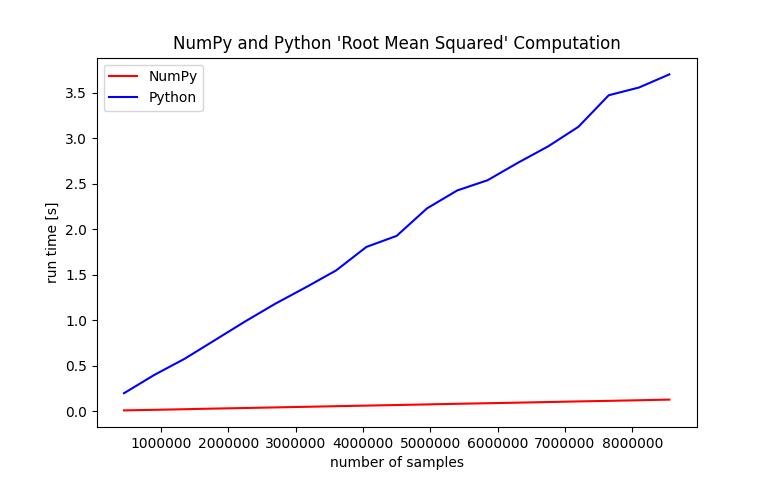 NumPy and Python 'Root Mean Squared' Computation
NumPy
Python
run time [s]
3.5
3.0
2.5
2.0
1.5
1.0
0.5
0.0
1000000 2000000 3000000 4000000 5000000 6000000 7000000 8000000
number of samples